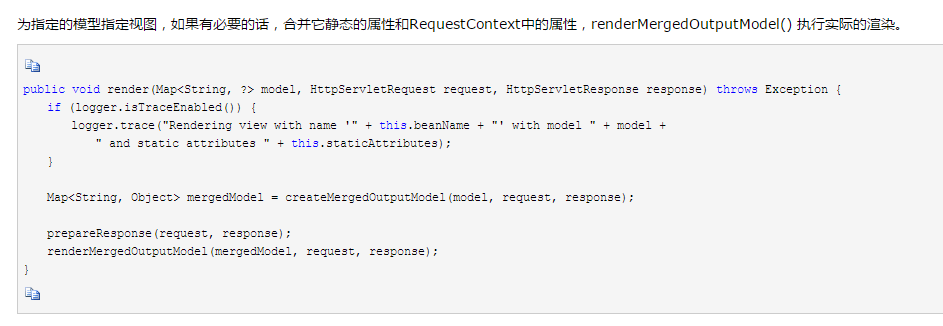 为指定的模型指定视图，如果有必要的话，合并它静态的属性和RequestContext中的属性，renderMergedOutputModel() 执行实际的渲染。
public void render(Map<String, ?> model, HttpServletRequest request, HttpServletResponse response) throws Exception {
    if (logger.isTraceEnabled()) {
        logger.trace("Rendering view with name '" + this.beanName + "' with model " + model +
            " and static attributes " + this.staticAttributes);
    }
    Map<String, Object> mergedModel = createMergedOutputModel(model, request, response);
    prepareResponse(request, response);
    renderMergedOutputModel(mergedModel, request, response);
}